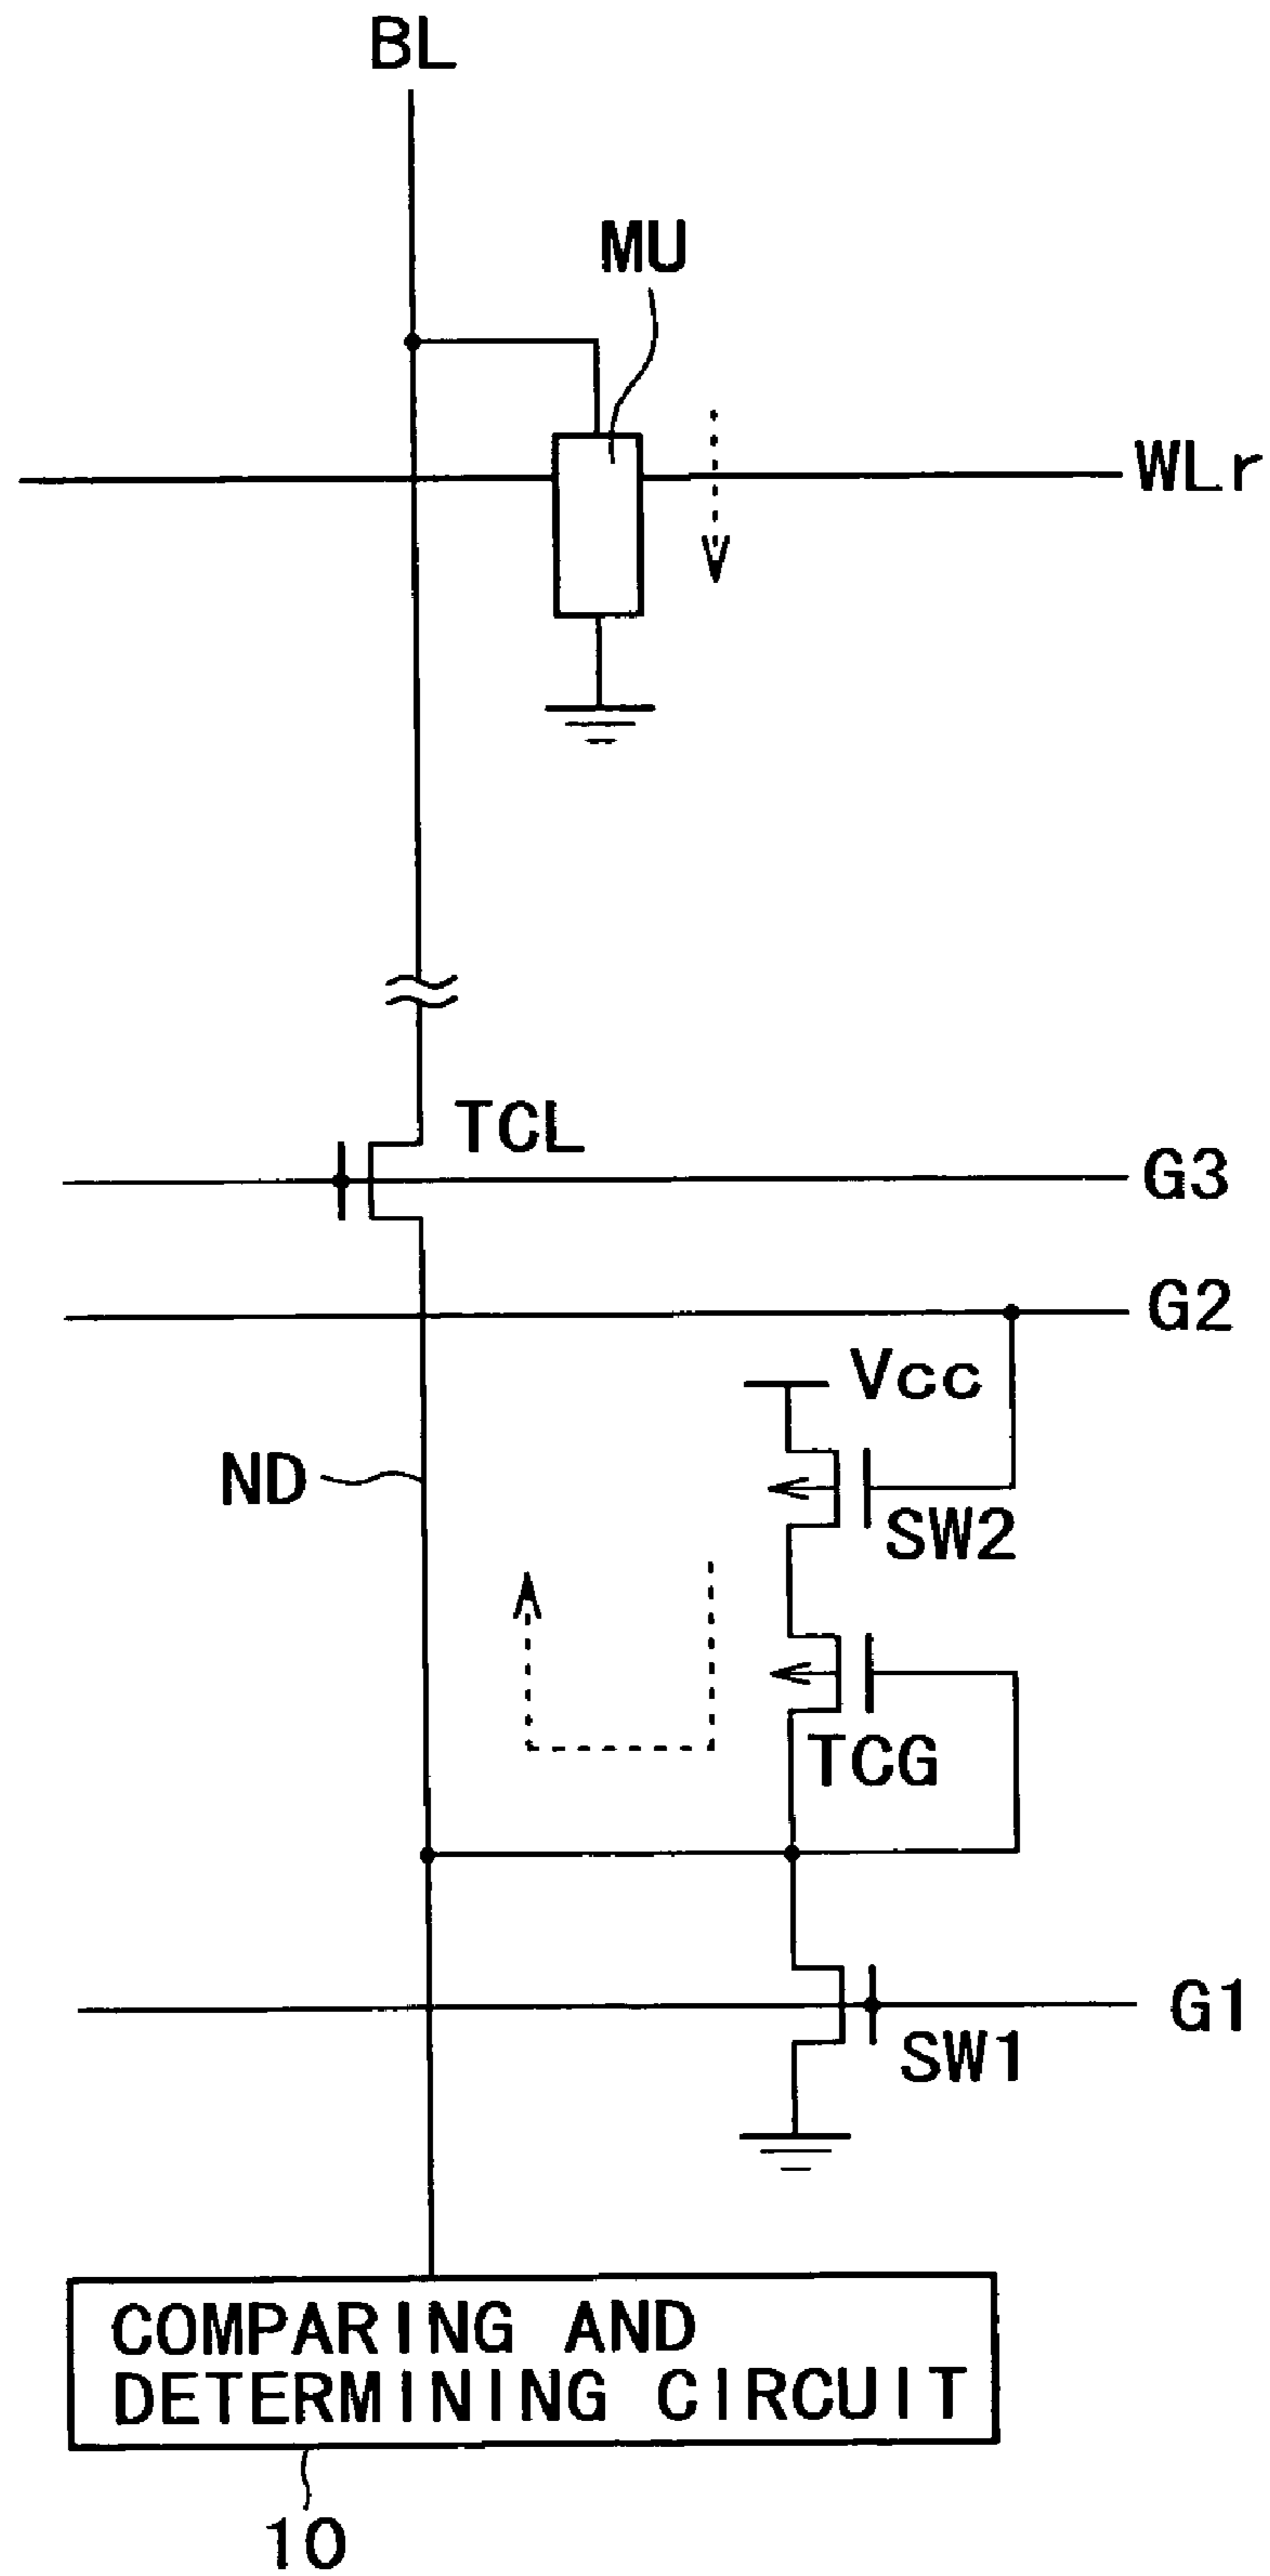 BL
MU
WLr
TCL
G3
G2
Vcc
ND
SW2
TCG
G1
SW1
COMPARING AND
DETERMINING CIRCUIT
10